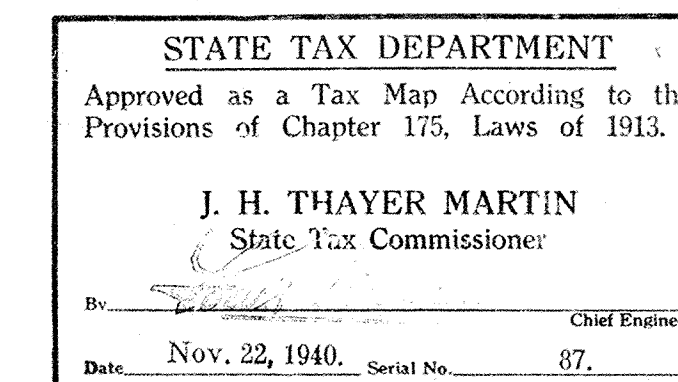 STATE TAX DEPARTMENT
Approved as a Tax Map According to th
Provisions of Chapter 175, Laws of 1913.
J. H. THAYER MARTIN
State Tax Commissioner
By
Chief Engine
Date Nov. 22, 1940. Serial No. 87.